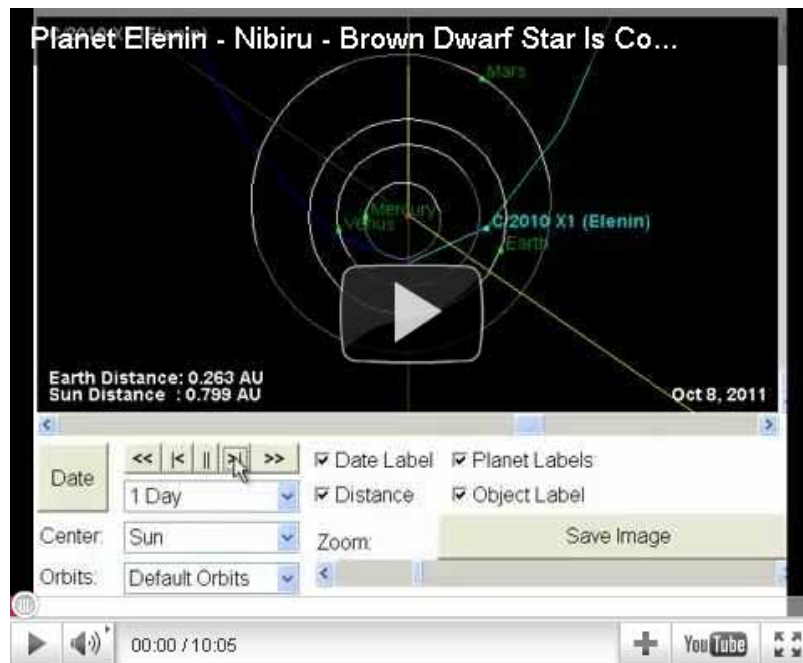 Planet Elenin - Nibiru - Brown Dwarf Star Is Co...
Mars
Mercury
Venus
C/2010 X1 (Elenin)
Earth
Earth Distance: 0.263 AU
Sun Distance : 0.799 AU
Oct 8, 2011
Date
<< |< || >| >>
Date Label
Planet Labels
1 Day
Distance
Object Label
Center:
Sun
Zoom:
Save Image
Orbits:
Default Orbits
00:00 / 10:05
YouTube